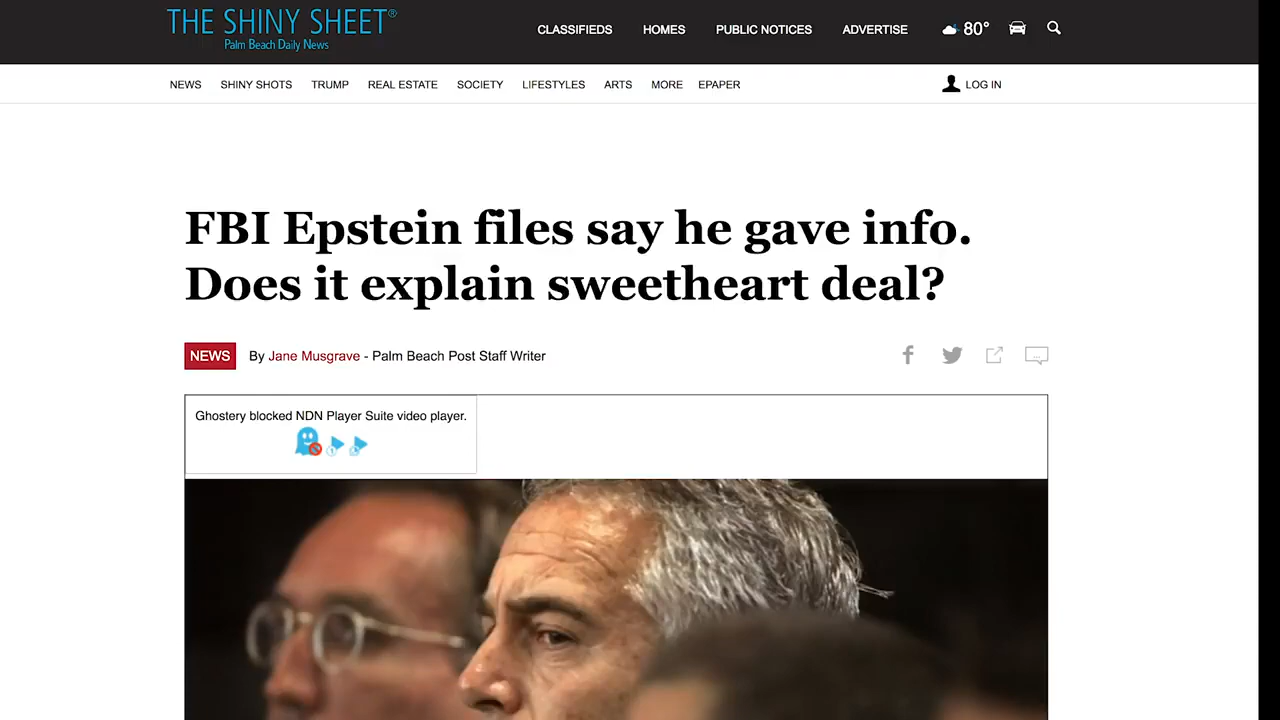 THE SHINY SHEET®
Palm Beach Daily News
CLASSIFIEDS HOMES PUBLIC NOTICES ADVERTISE 80°
NEWS SHINY SHOTS TRUMP REAL ESTATE SOCIETY LIFESTYLES ARTS MORE EPAPER LOG IN
FBI Epstein files say he gave info.
Does it explain sweetheart deal?
NEWS By Jane Musgrave - Palm Beach Post Staff Writer
Ghostery blocked NDN Player Suite video player.